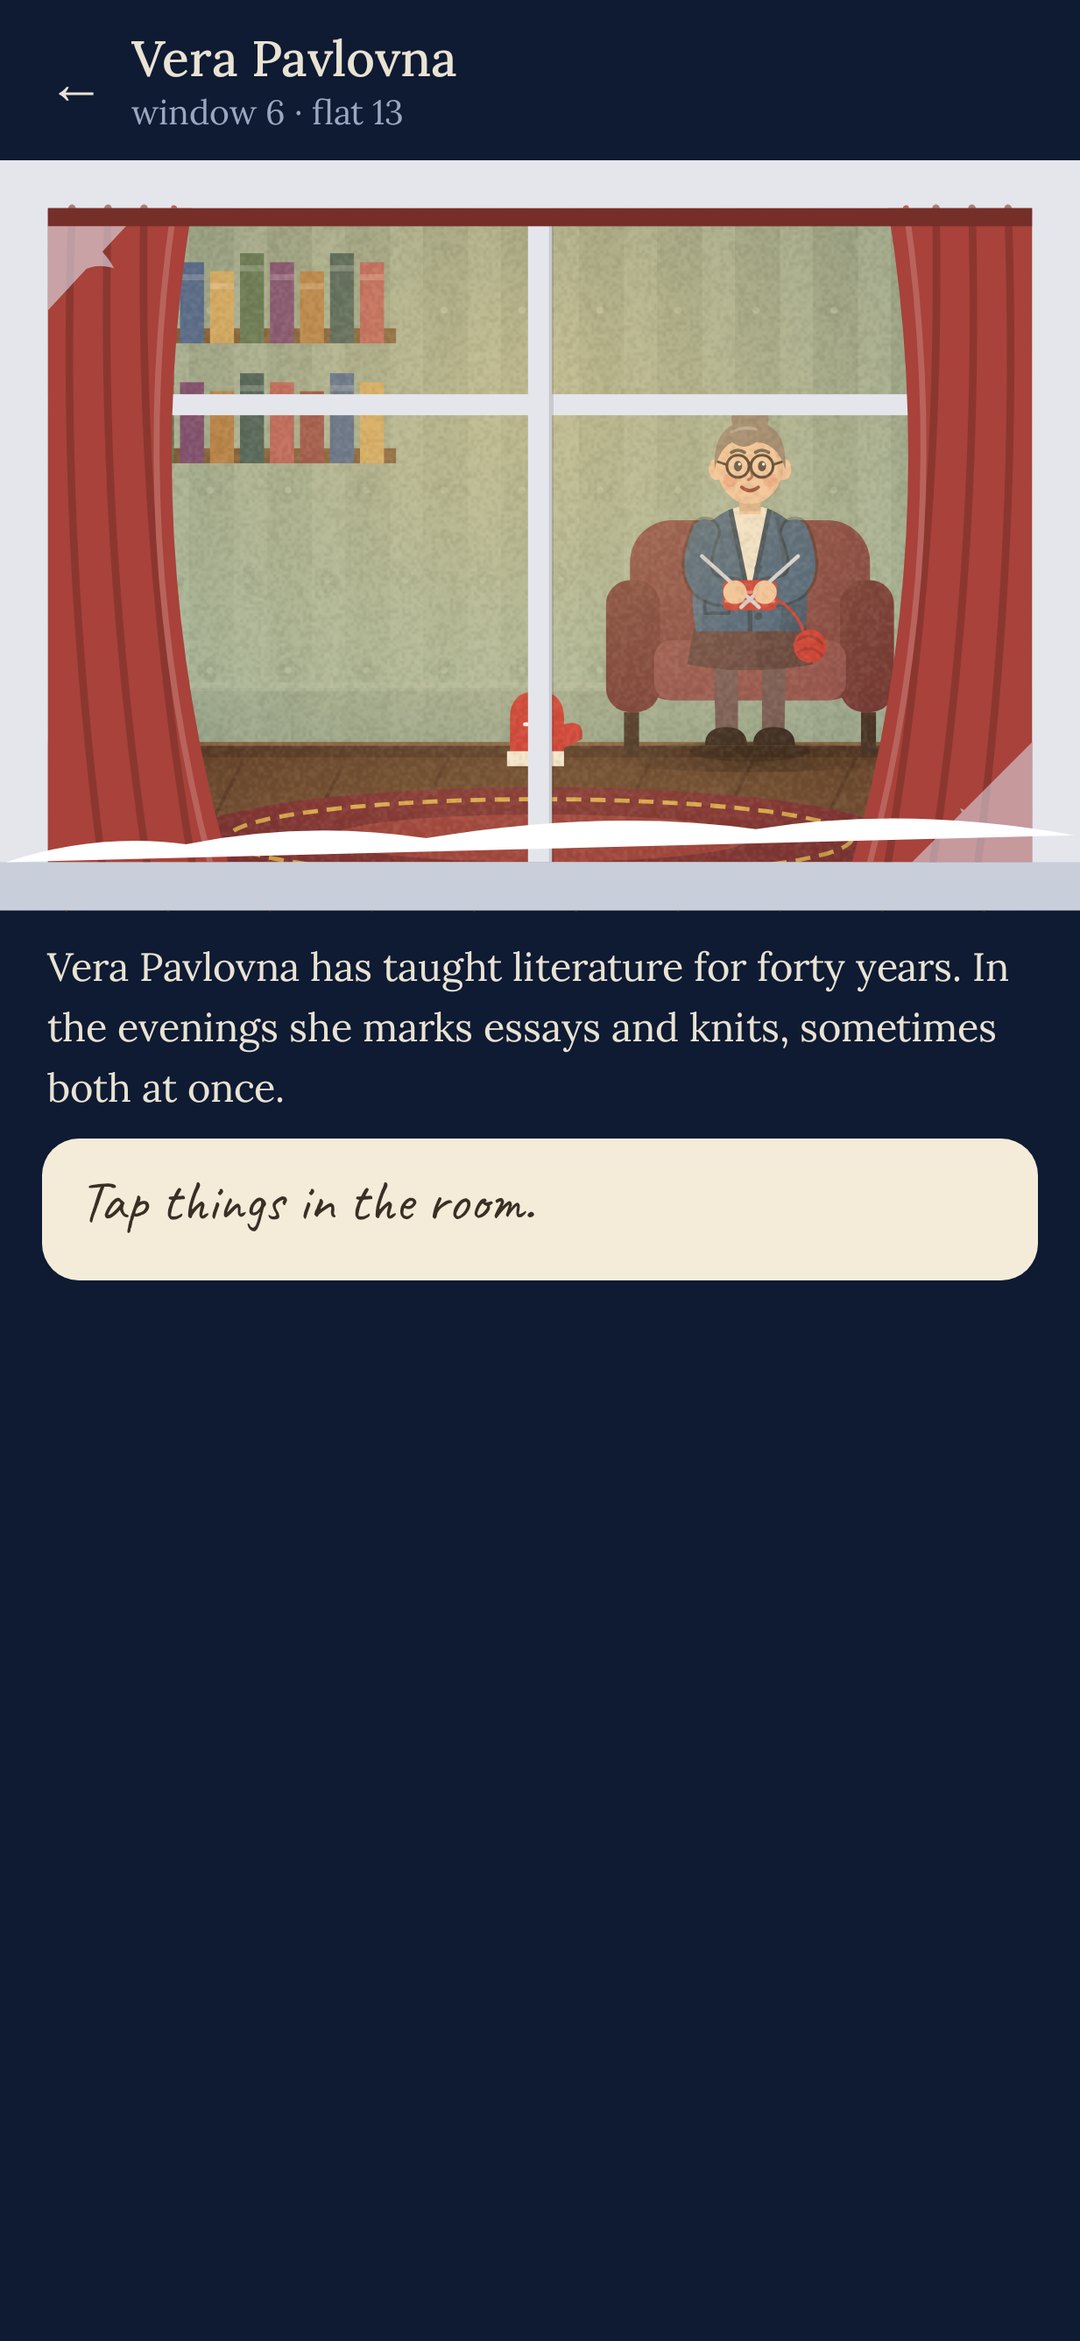 Vera Pavlovna
window 6 · flat 13
Vera Pavlovna has taught literature for forty years. In
the evenings she marks essays and knits, sometimes
both at once.
Tap things in the room.